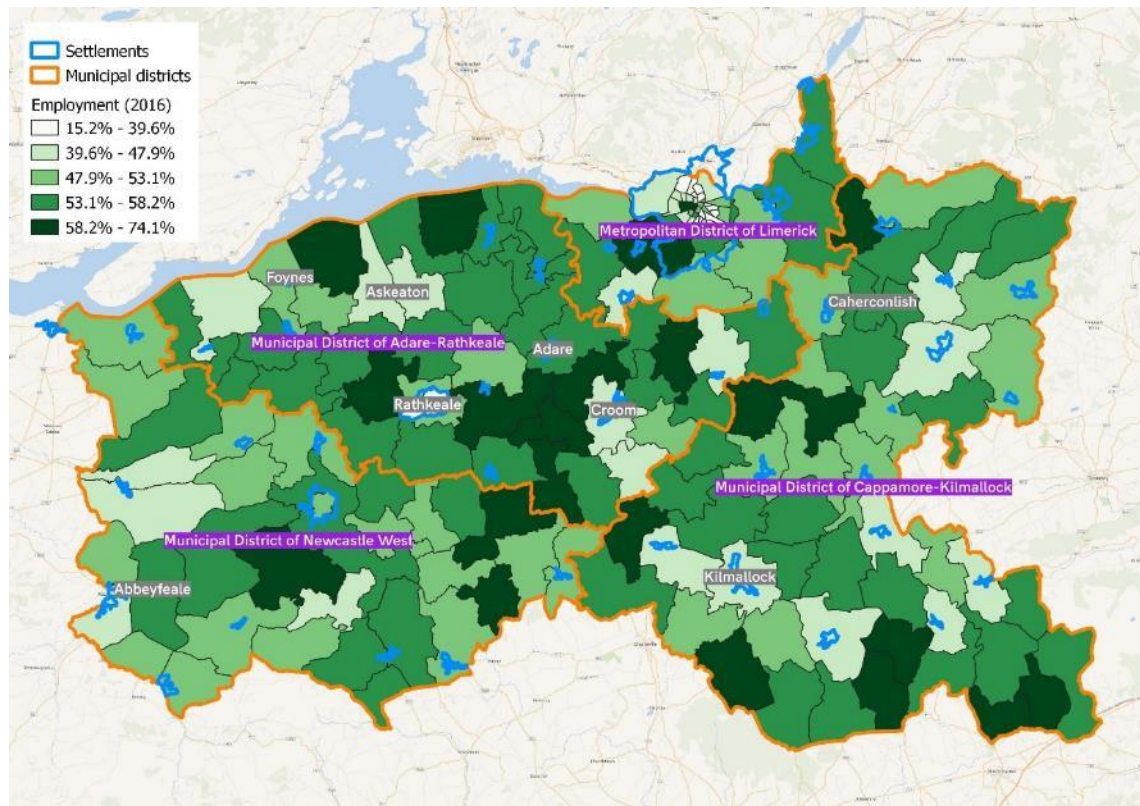 Settlements
Municipal districts
Employment (2016)
15.2% - 39.6%
39.6% - 47.9%
47.9% - 53.1%
53.1% - 58.2%
58.2% - 74.1%
Metropolitan District of Limerick
Foynes
Askeaton
Caherconlish
Municipal District of Adare-Rathkeale
Adare
Rathkeale
Croom
Municipal District of Cappamore-Kilmallock
Municipal District of Newcastle West
Kilmallock
Abbeyfeale